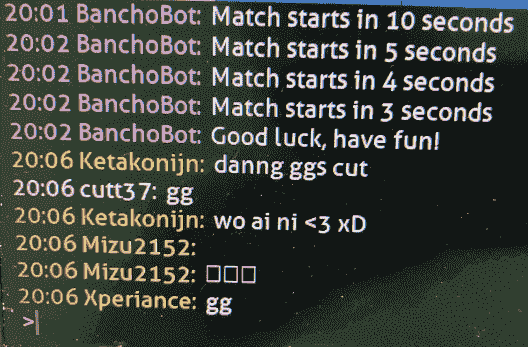 20:01 BanchoBot: Match starts in 10 seconds
20:02 BanchoBot: Match starts in 5 seconds
20:02 BanchoBot: Match starts in 4 seconds
20:02 BanchoBot: Match starts in 3 seconds
20:02 BanchoBot: Good luck, have fun!
20:06 Ketakonijn: danng ggs cut
20:06 cutt37: gg
20:06 Ketakonijn: wo ai ni <3 xD
20:06 Mizu2152:
20:06 Mizu2152: □□□
20:06 Xperiance: gg
>|